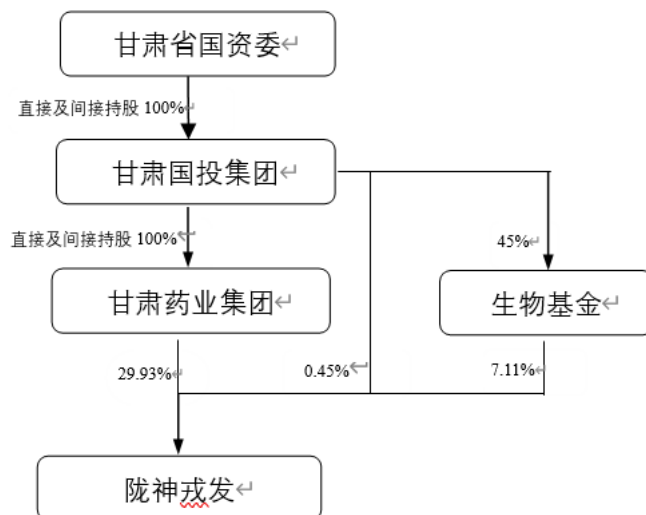 甘肃省国资委
直接及间接持股 100%
甘肃国投集团
直接及间接持股 100%
45%
甘肃药业集团
生物基金
29.93%
0.45%
7.11%
陇神戎发